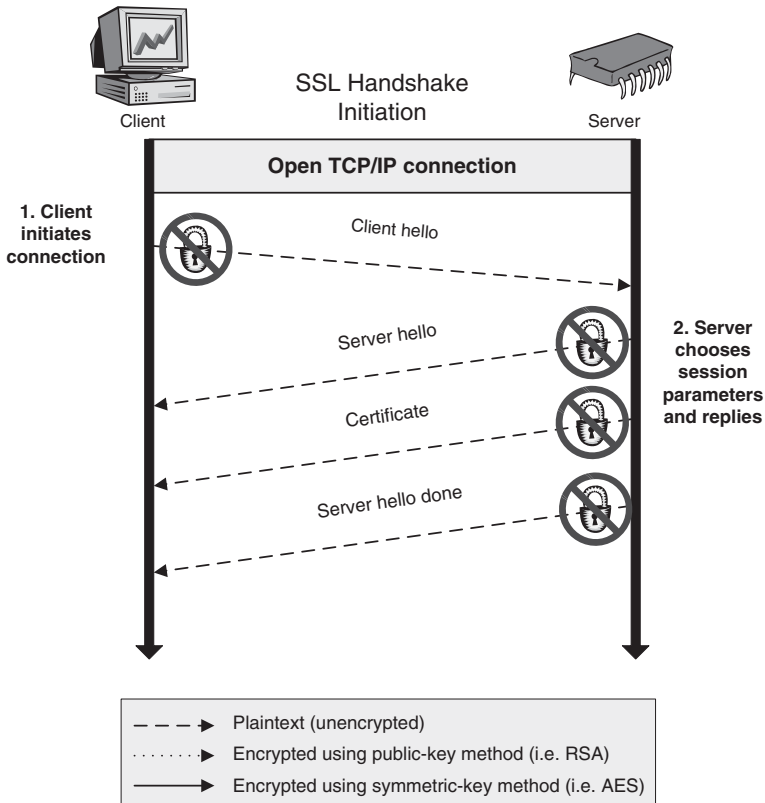 SSL Handshake
Initiation
Client
Server
Open TCP/IP connection
1. Client
initiates
connection
Client hello
Server hello
2. Server
chooses
session
parameters
and replies
Certificate
Server hello done
Plaintext (unencrypted)
Encrypted using public-key method (i.e. RSA)
Encrypted using symmetric-key method (i.e. AES)